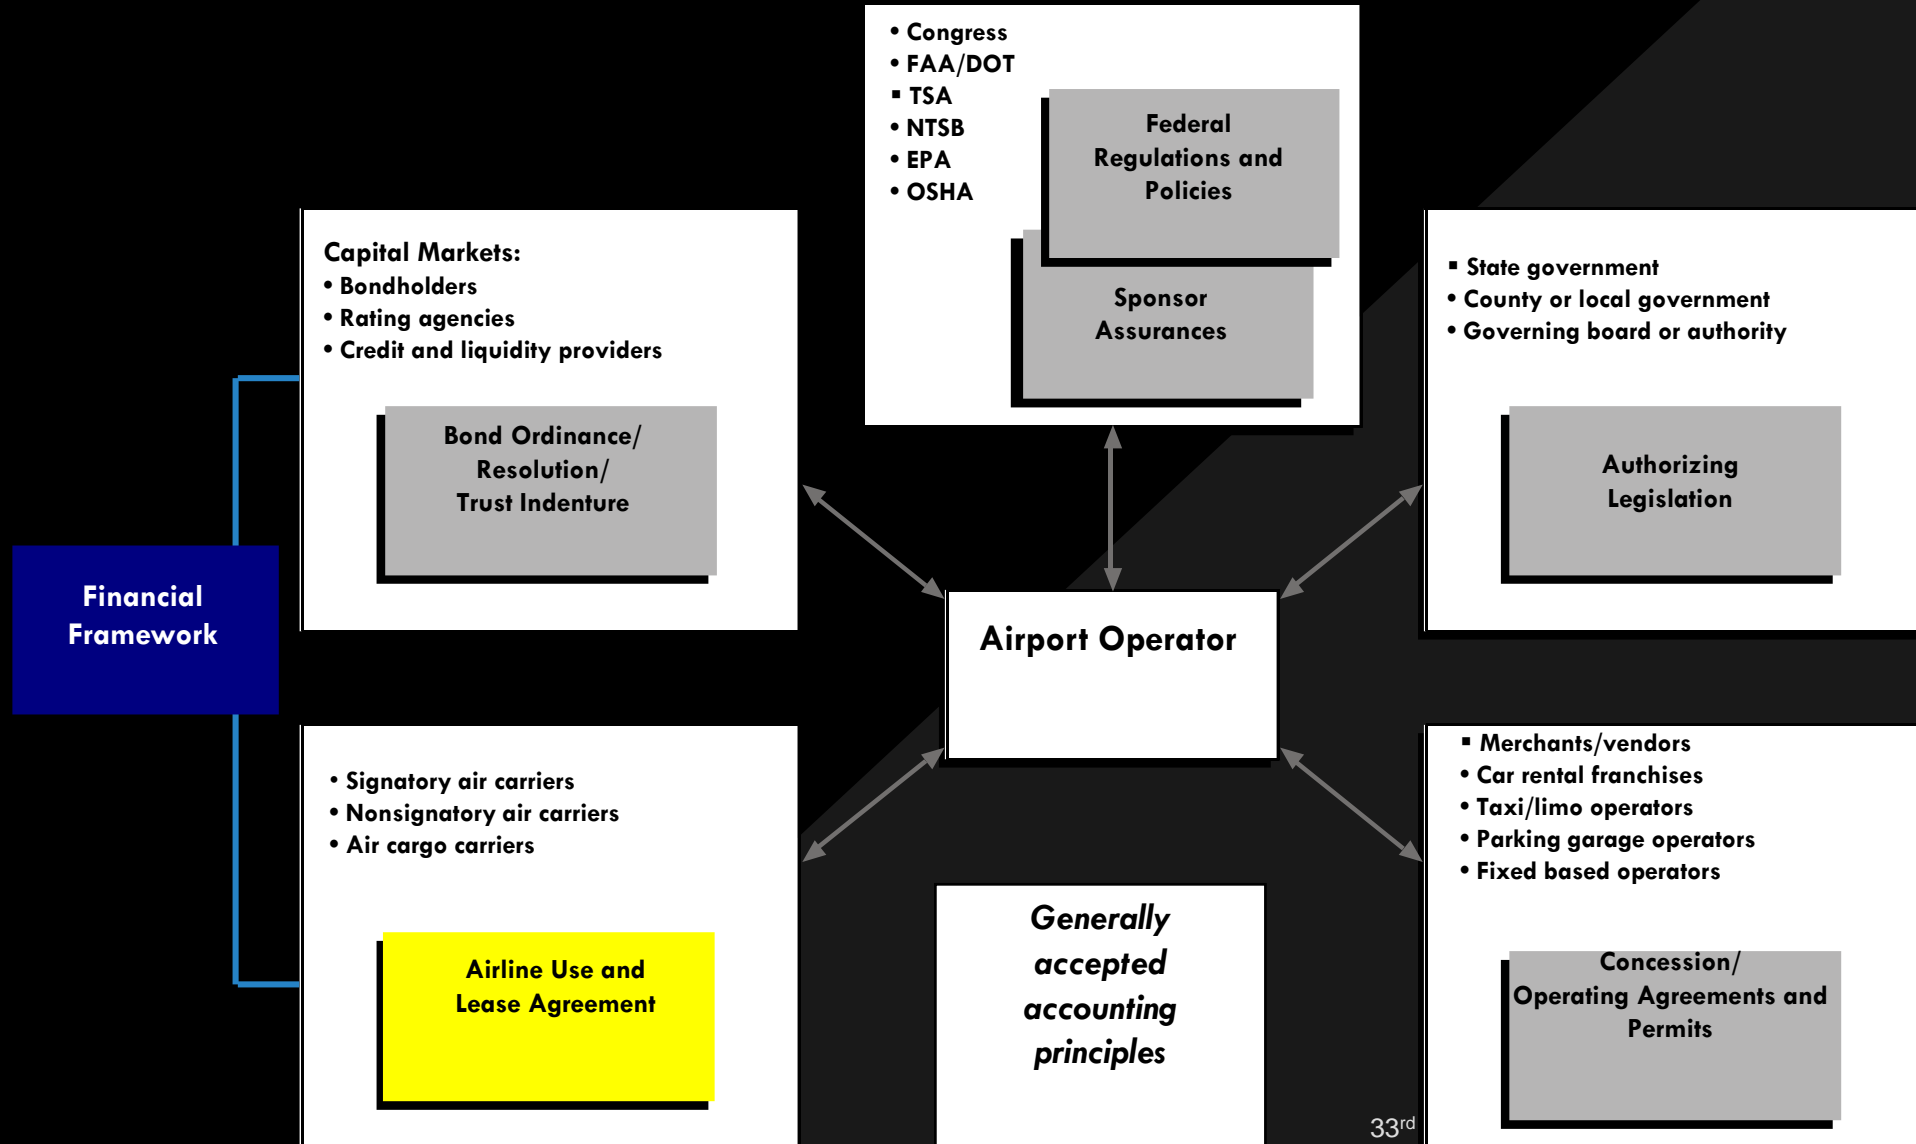 • Congress
• FAA/DOT
▪ TSA
• NTSB
• EPA
• OSHA
Federal
Regulations and
Policies
Sponsor
Assurances
Capital Markets:
• Bondholders
• Rating agencies
• Credit and liquidity providers
Bond Ordinance/
Resolution/
Trust Indenture
▪ State government
• County or local government
• Governing board or authority
Authorizing
Legislation
Financial
Framework
Airport Operator
• Signatory air carriers
• Nonsignatory air carriers
• Air cargo carriers
Airline Use and
Lease Agreement
Generally
accepted
accounting
principles
▪ Merchants/vendors
• Car rental franchises
• Taxi/limo operators
• Parking garage operators
• Fixed based operators
Concession/
Operating Agreements and
Permits
33rd